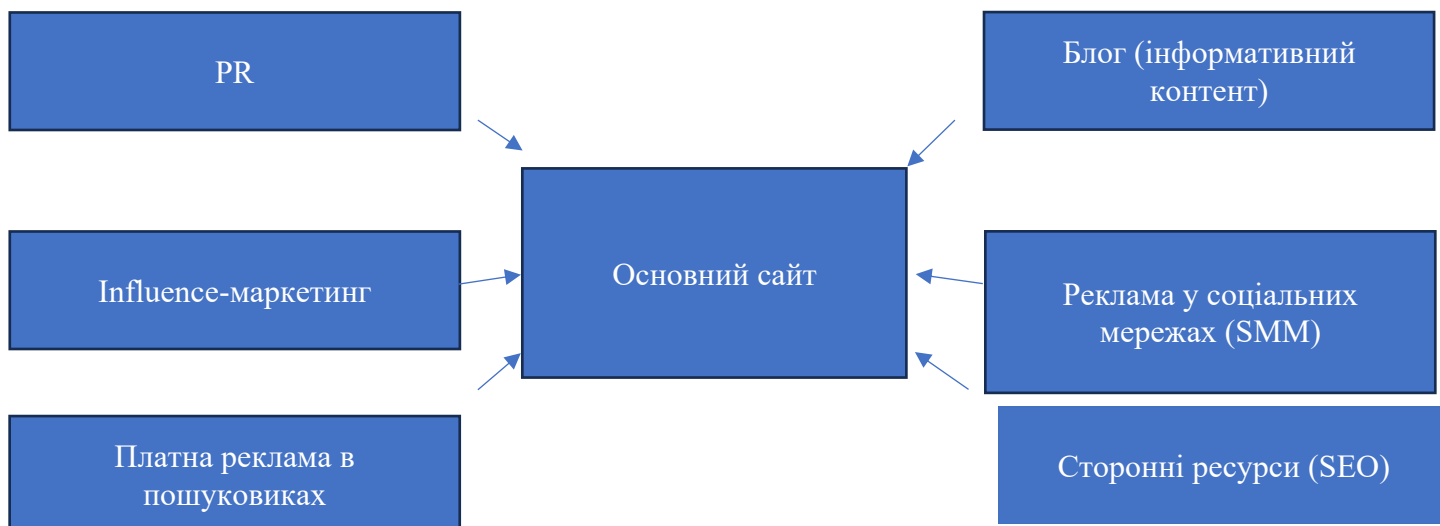 PR
Блог (інформативний
контент)
Influence-маркетинг
Основний сайт
Реклама у соціальних
мережах (SMM)
Платна реклама в
пошуковиках
Сторонні ресурси (SEO)